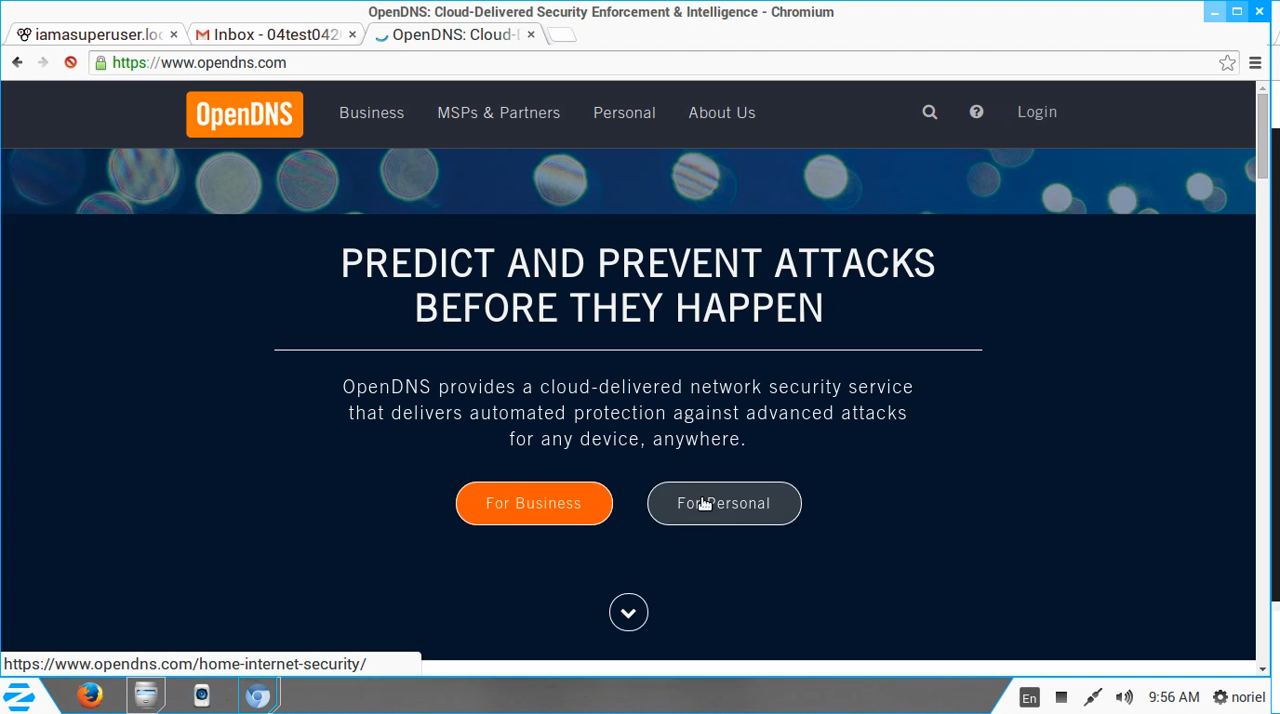 OpenDNS: Cloud-Delivered Security Enforcement & Intelligence - Chromium
iamasuperuser.loc
Inbox - 04test042
OpenDNS: Cloud-D
https://www.opendns.com
OpenDNS
Business
MSPs & Partners
Personal
About Us
Login
PREDICT AND PREVENT ATTACKS
BEFORE THEY HAPPEN
OpenDNS provides a cloud-delivered network security service
that delivers automated protection against advanced attacks
for any device, anywhere.
For Business
For Personal
https://www.opendns.com/home-internet-security/
En
9:56 AM
noriel